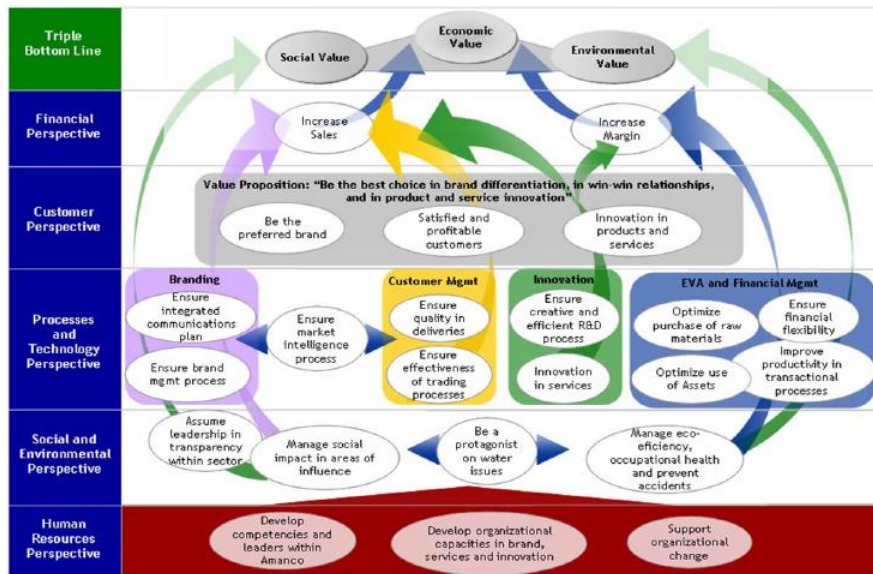 Triple
Bottom Line
Social Value
Economic
Value
Environmental
Value
Financial
Perspective
Increase
Sales
Increase
Margin
Customer
Perspective
Value Proposition: “Be the best choice in brand differentiation, in win-win relationships,
and in product and service innovation”
Be the
preferred brand
Satisfied and
profitable
customers
Innovation in
products and
services
Processes
and
Technology
Perspective
Branding
Ensure
integrated
communications
plan
Ensure brand
mgmt process
Ensure
market
intelligence
process
Customer Mgmt
Ensure
quality in
deliveries
Ensure
effectiveness
of trading
processes
Innovation
Ensure
creative and
efficient R&D
process
Innovation
in services
EVA and Financial Mgmt
Optimize
purchase of raw
materials
Ensure
financial
flexibility
Optimize use
of Assets
Improve
productivity in
transactional
processes
Social and
Environmental
Perspective
Assume
leadership in
transparency
within sector
Manage social
impact in areas of
influence
Be a
protagonist
on water
issues
Manage eco-
eficiency,
occupational health
and prevent
accidents
Human
Resources
Perspective
Develop
competencies and
leaders within
Amanco
Develop organizational
capacities in brand,
services and innovation
Support
organizational
change